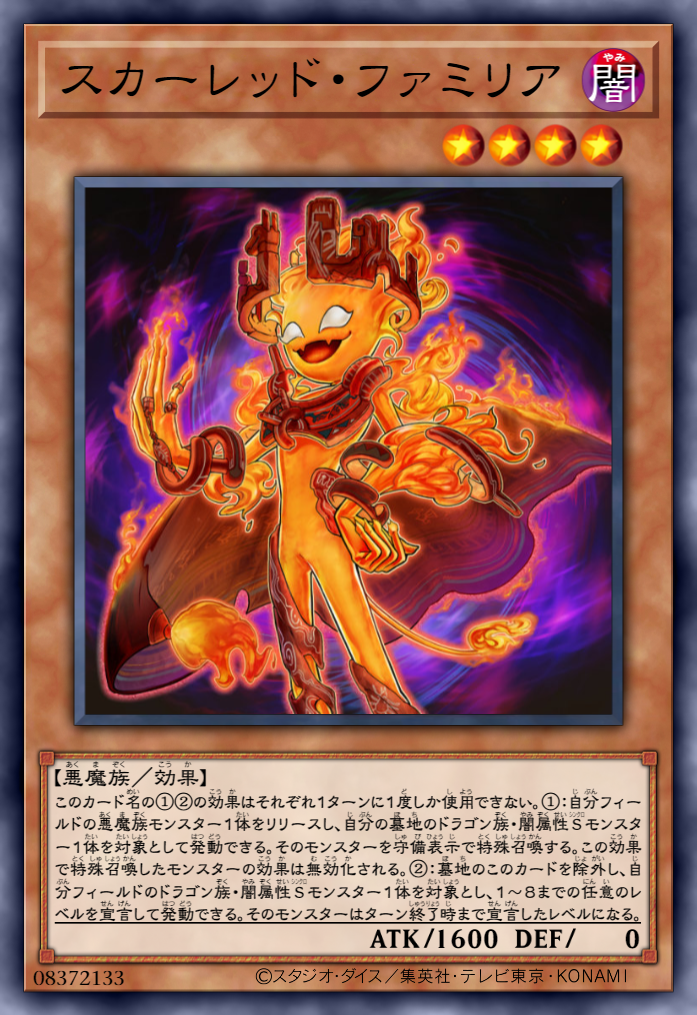 スカーレッド・ファミリア
闇
【悪魔族／効果】
このカード名の①②の効果はそれぞれ1ターンに1度しか使用できない。①：自分フィー
ルドの悪魔族モンスター1体をリリースし、自分の墓地のドラゴン族・闇属性Sモンスタ
ー1体を対象として発動できる。そのモンスターを守備表示で特殊召喚する。この効果
で特殊召喚したモンスターの効果は無効化される。②：墓地のこのカードを除外し、自
分フィールドのドラゴン族・闇属性Sモンスター1体を対象とし、1～8までの任意のレ
ベルを宣言して発動できる。そのモンスターはターン終了時まで宣言したレベルになる。
ATK/1600 DEF/ 0
08372133 ©スタジオ・ダイス／集英社・テレビ東京・KONAMI